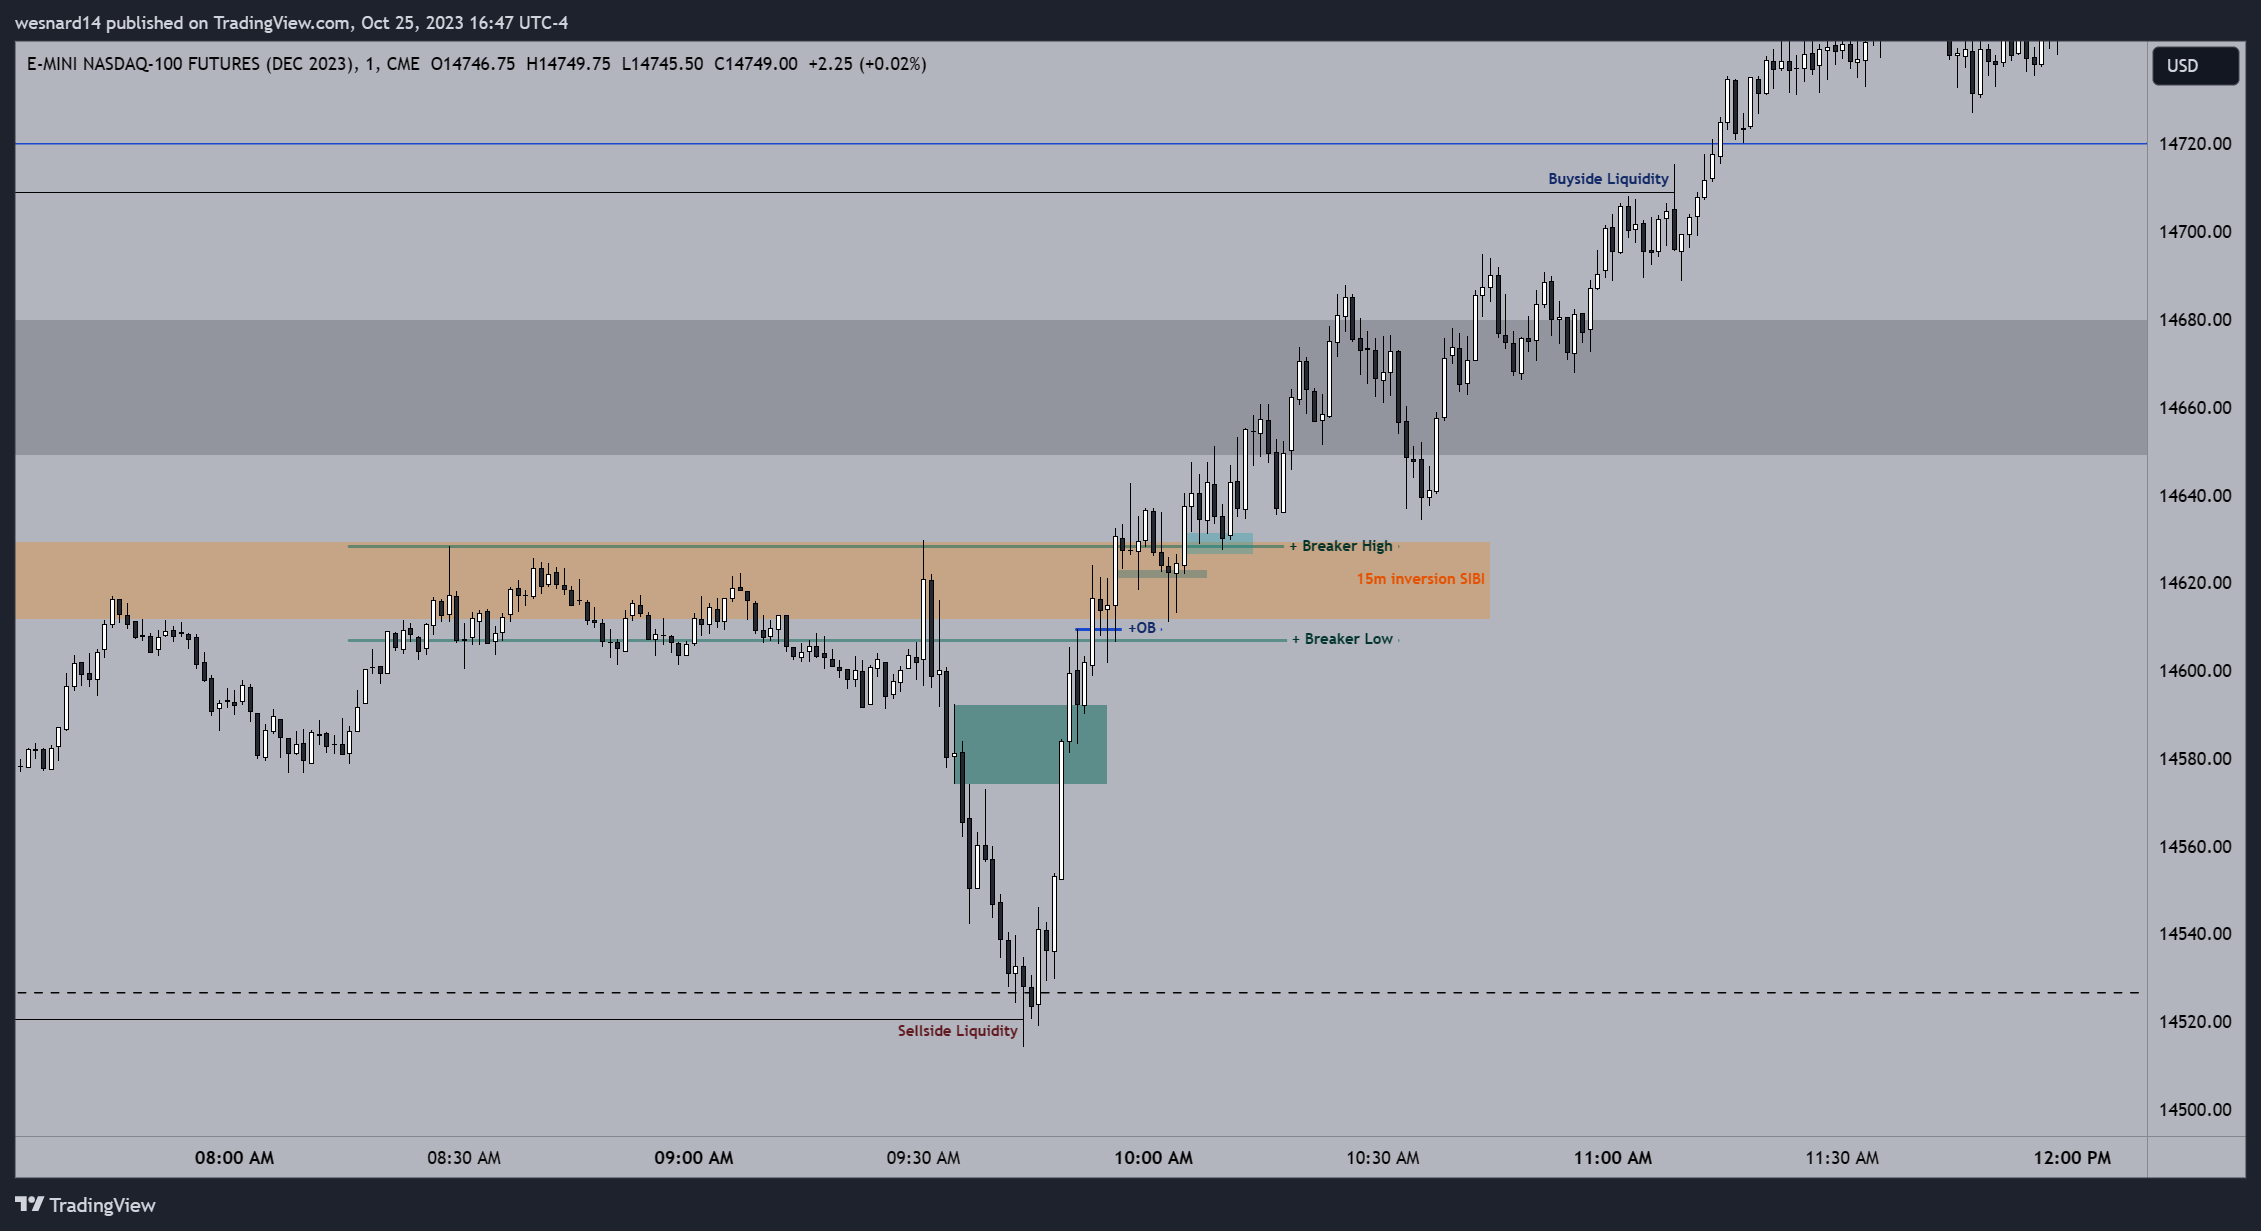 wesnard14 published on TradingView.com, Oct 25, 2023 16:47 UTC-4
E-MINI NASDAQ-100 FUTURES (DEC 2023), 1, CME O14746.75 H14749.75 L14745.50 C14749.00 +2.25 (+0.02%)
USD
14720.00
Buyside Liquidity
14700.00
14680.00
14660.00
14640.00
+ Breaker High
15m inversion SIBI
14620.00
+OB
+ Breaker Low
14600.00
14580.00
14560.00
14540.00
14520.00
Sellside Liquidity
14500.00
08:00 AM 08:30 AM 09:00 AM 09:30 AM 10:00 AM 10:30 AM 11:00 AM 11:30 AM 12:00 PM
TradingView